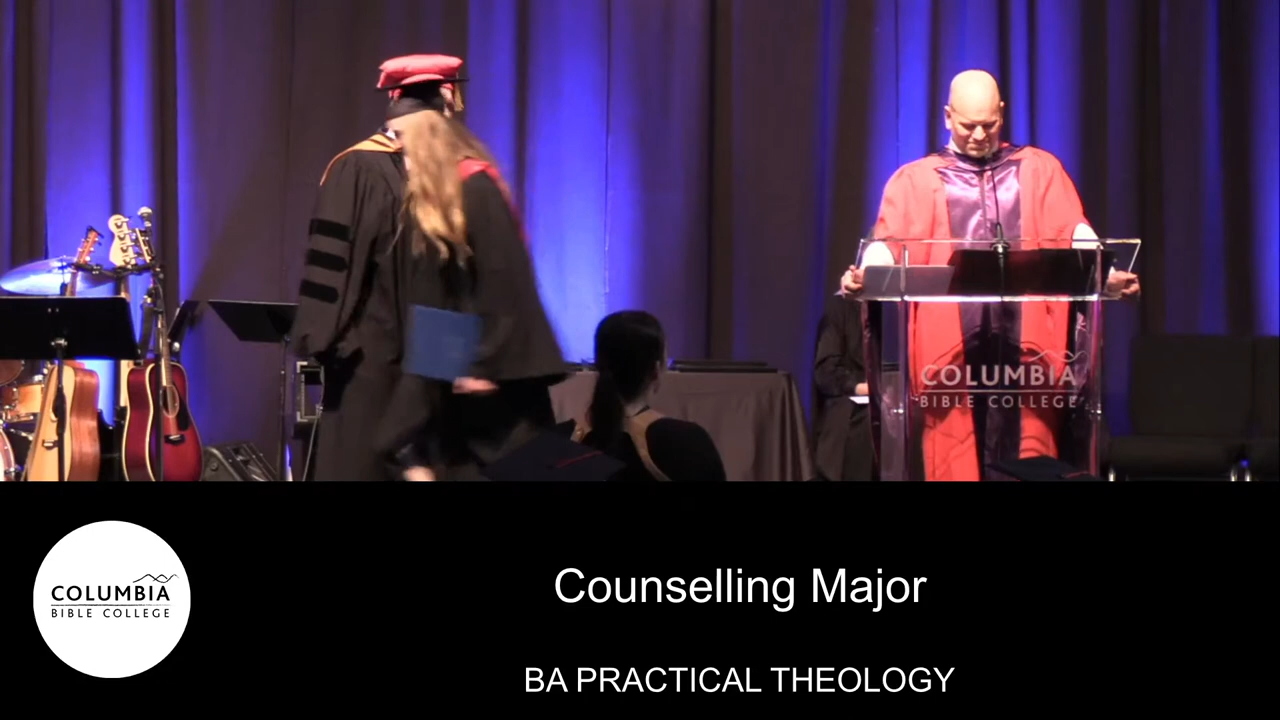 COLUMBIA
BIBLE COLLEGE
COLUMBIA
BIBLE COLLEGE
Counselling Major
BA PRACTICAL THEOLOGY